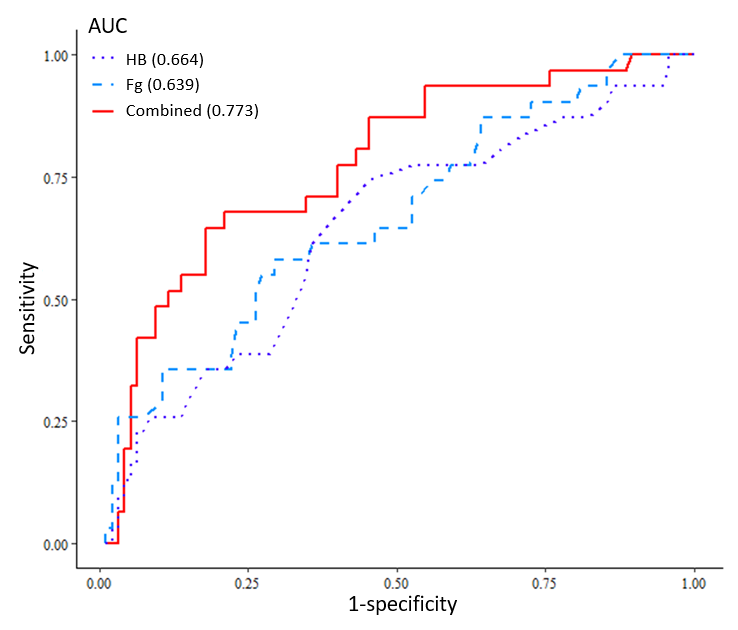 AUC
HB (0.664)
Fg (0.639)
Combined (0.773)
1.00
0.75
0.50
0.25
0.00
Sensitivity
0.00 0.25 0.50 0.75 1.00
1-specificity